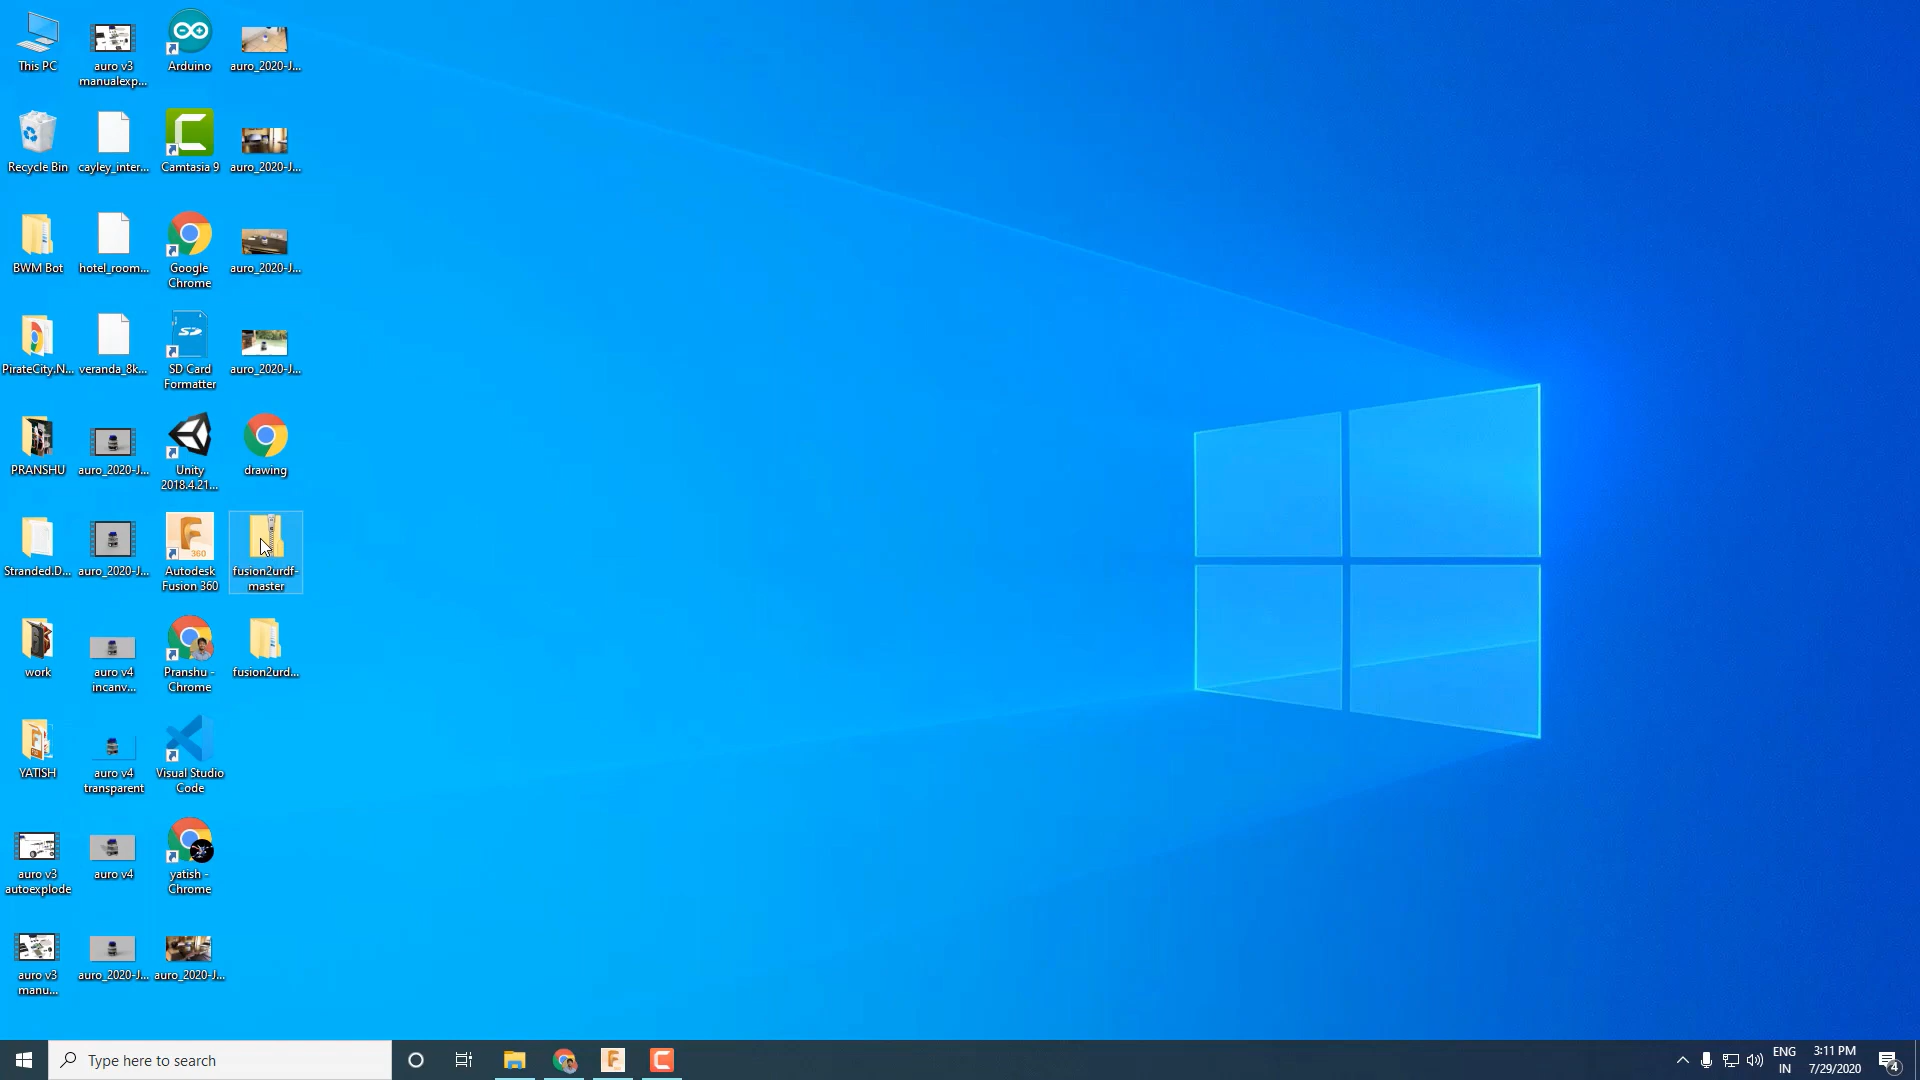 This PC
auro v3
manualexp...
Arduino
auro_2020-J...
Recycle Bin
cayley_inter...
Camtasia 9
auro_2020-J...
BWM Bot
hotel_room...
Google
Chrome
auro_2020-J...
PirateCity.N...
veranda_8k...
SD
SD Card
Formatter
auro_2020-J...
PRANSHU
auro_2020-J...
Unity
2018.4.21...
drawing
Stranded.D...
auro_2020-J...
F
360
Autodesk
Fusion 360
fusion2urdf-
master
work
auro v4
incanv...
Pranshu -
Chrome
fusion2urd...
YATISH
auro v4
transparent
Visual Studio
Code
auro v3
autoexplode
auro v4
yatish -
Chrome
auro v3
manu...
auro_2020-J...
auro_2020-J...
Type here to search
ENG
IN
3:11 PM
7/29/2020
4